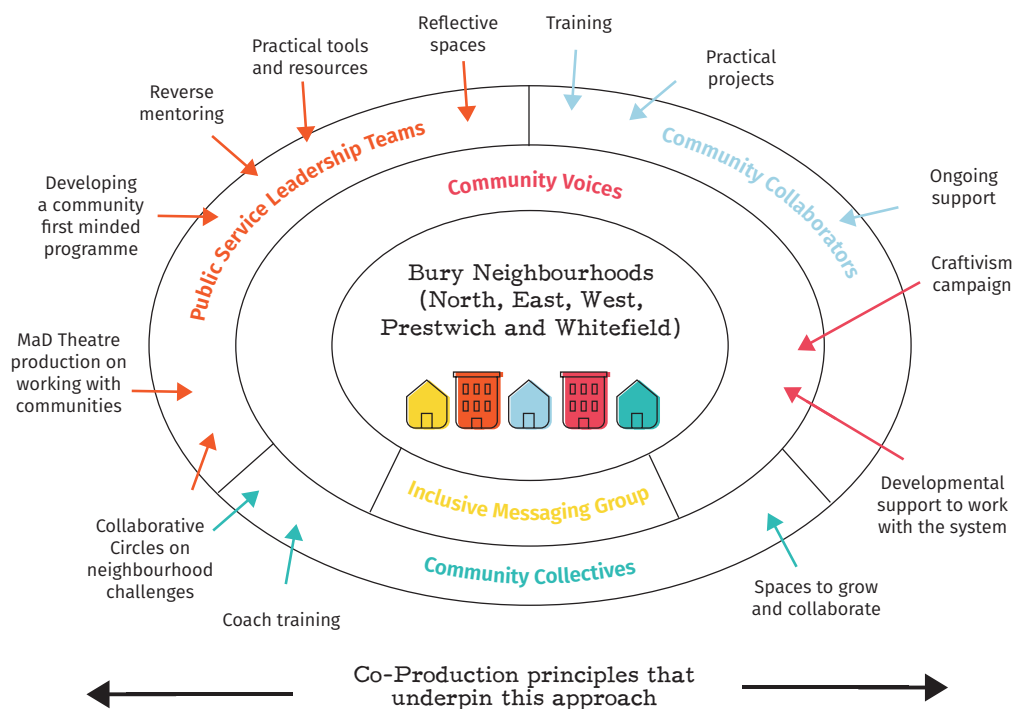 Reflective
spaces
Training
Practical tools
and resources
Practical
projects
Reverse
mentoring
Developing
a community
first minded
programme
Ongoing
support
Craftivism
campaign
Public Service Leadership Teams
Community Collaborators
Community Voices
Bury Neighbourhoods
(North, East, West,
Prestwich and Whitefield)
MaD Theatre
production on
working with
communities
Inclusive Messaging Group
Community Collectives
Developmental
support to work
with the system
Collaborative
Circles on
neighbourhood
challenges
Coach training
Spaces to grow
and collaborate
Co-Production principles that
underpin this approach